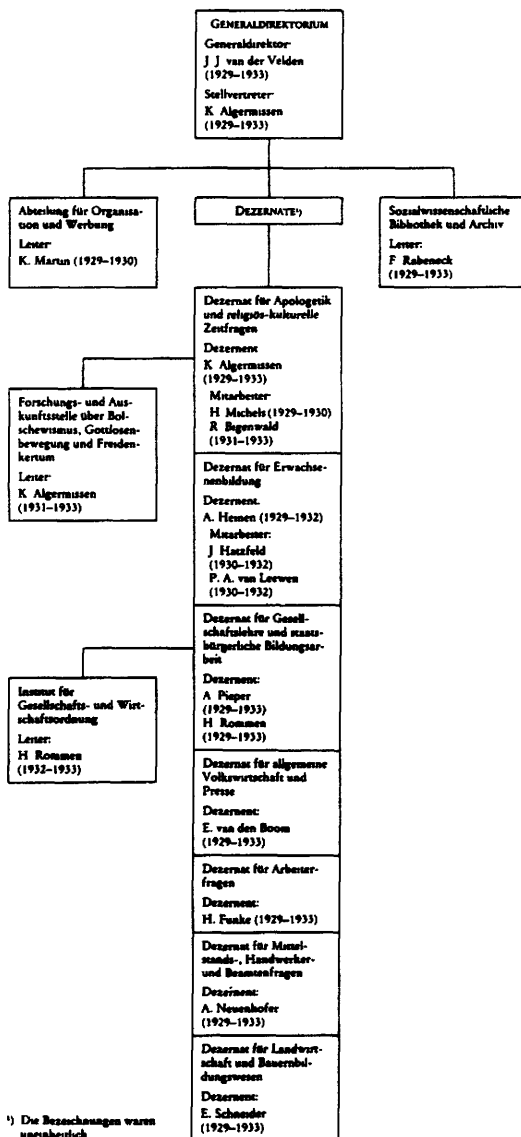 GENERALDIREKTORIUM
Generaldirektor
J J van der Velden
(1929–1933)
Stellvertreter
K Algermissen
(1929–1933)
Abteilung für Organisa-
tion und Werbung
Leiter
K. Martin (1929–1930)
DEZERNATE¹)
Sozialwissenschaftliche
Bibliothek und Archiv
Leiter:
F Rabeneck
(1929–1933)
Dezernat für Apologetik
und religiös-kulturelle
Zeitfragen
Dezernent
K Algermissen
(1929–1933)
Mitarbeiter
H Michels (1929–1930)
R Bigenwald
(1931–1933)
Forschungs- und Aus-
kunftsstelle über Bol-
schewismus, Gottlosen-
bewegung und Freiden-
kertum
Leiter
K Algermissen
(1931–1933)
Dezernat für Erwachse-
nenbildung
Dezernent.
A. Heinen (1929–1932)
Mitarbeiter:
J Hatzfeld
(1930–1932)
P. A. van Leewen
(1930–1932)
Dezernat für Gesell-
schaftslehre und staats-
bürgerliche Bildungsar-
beit
Dezernent:
A Pieper
(1929–1933)
H Rommen
(1929–1933)
Institut für
Gesellschafts- und Wirt-
schaftsordnung
Leiter:
H Rommen
(1932–1933)
Dezernat für allgemeine
Volkswirtschaft und
Presse
Dezernent:
E. van den Boom
(1929–1933)
Dezernat für Arbeiter-
fragen
Dezernent:
H. Funke (1929–1933)
Dezernat für Mittel-
stands-, Handwerker-
und Beamtenfragen
Dezernent:
A. Neuenhofer
(1929–1933)
Dezernat für Landwirt-
schaft und Bauernbil-
dungswesen
Dezernent:
E. Schneider
(1929–1933)
¹) Die Bezeichnungen waren
uneinheitlich